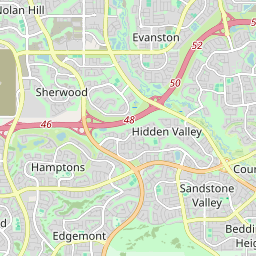 Nolan Hill
Evanston
52
50
Sherwood
48
46
Hidden Valley
Hamptons
Sandstone
Valley
Edgemont